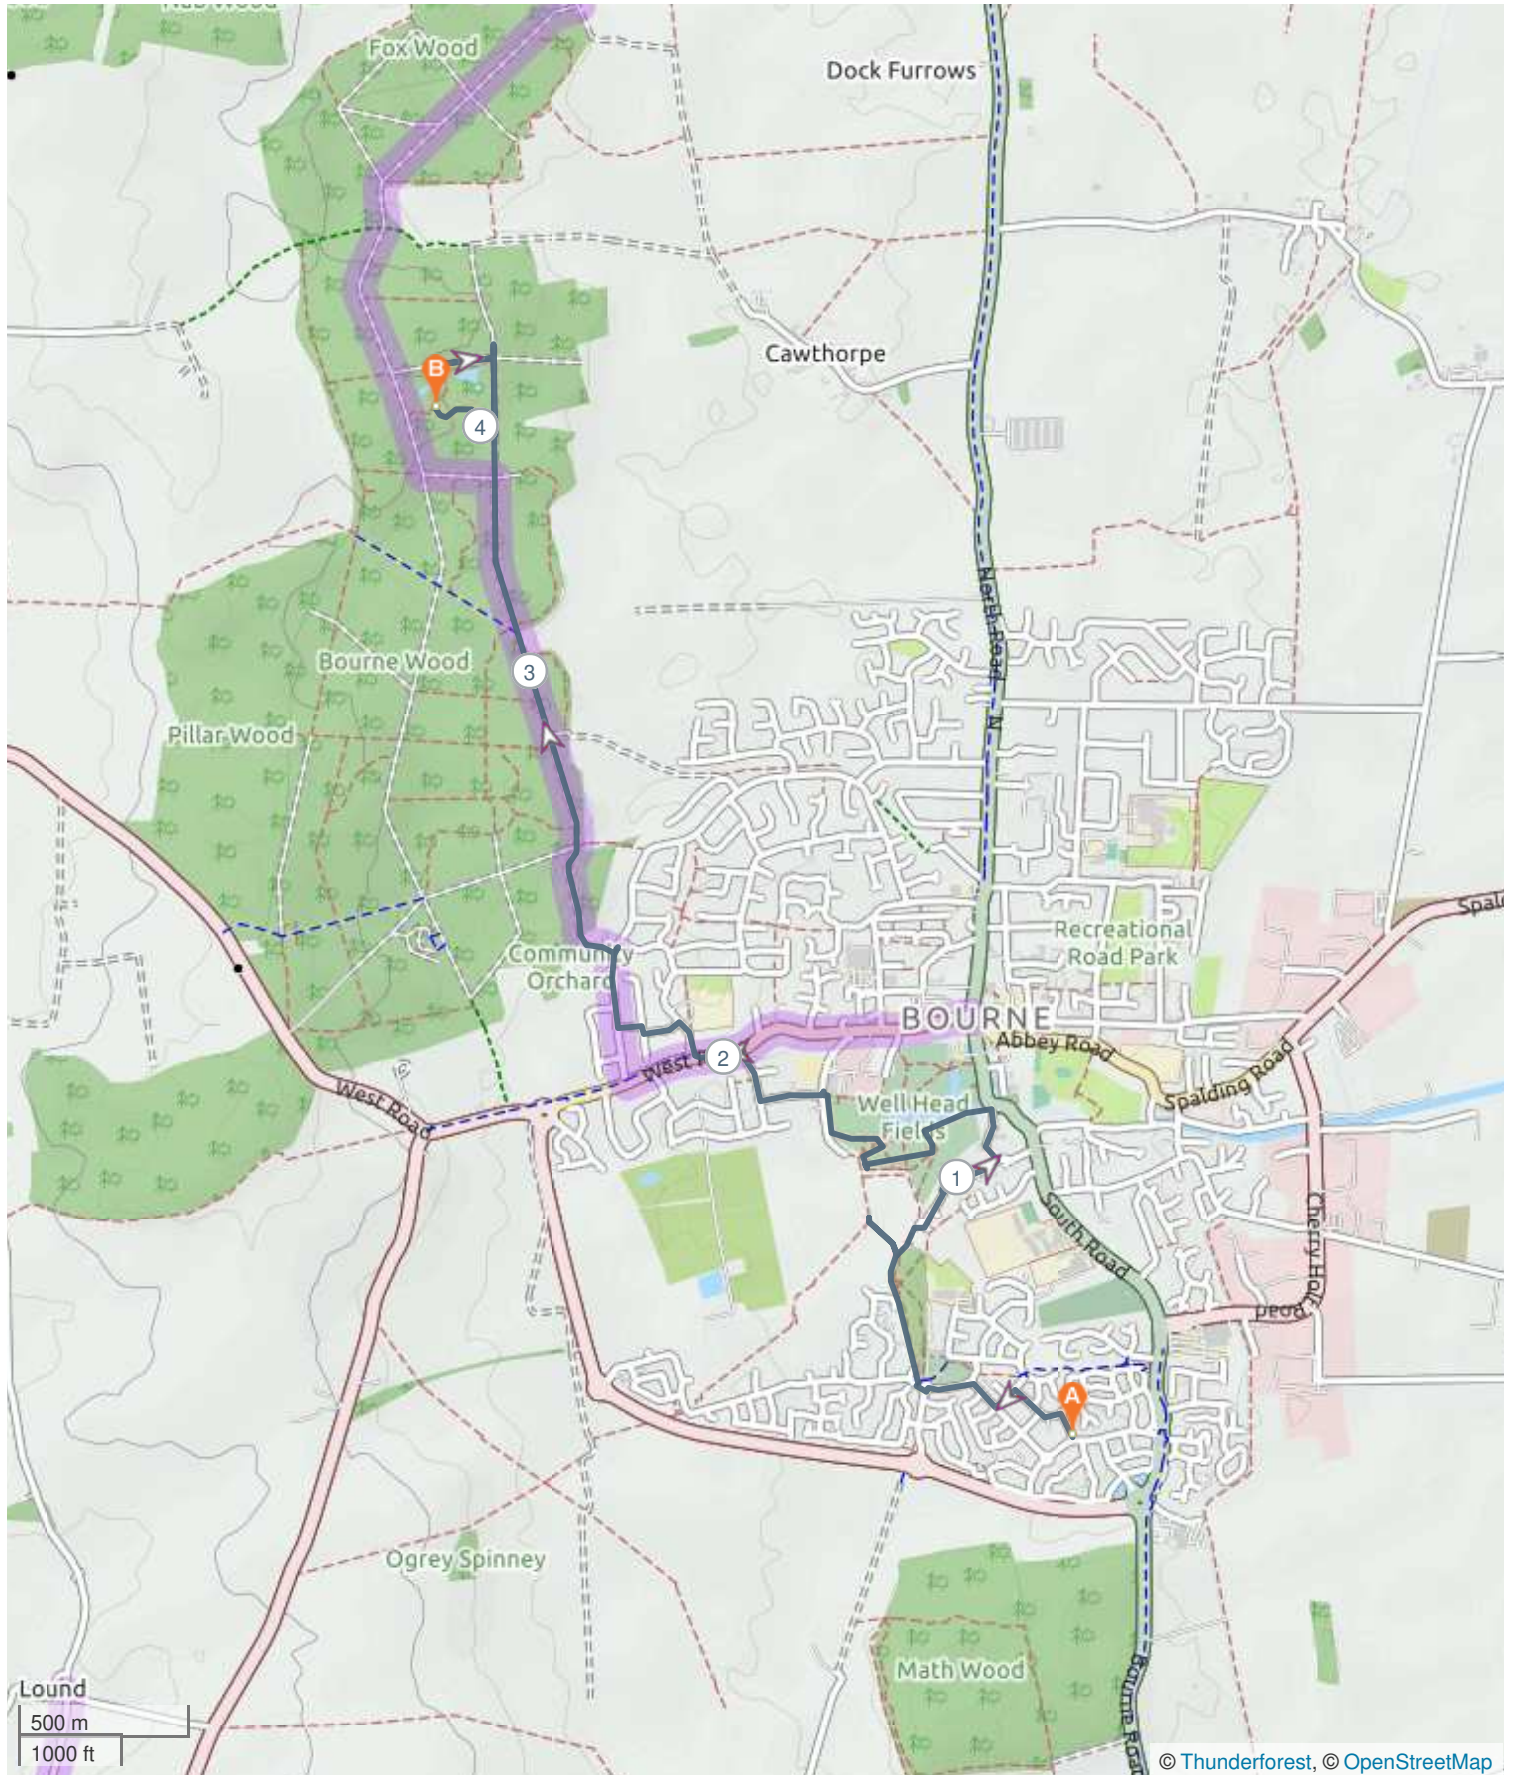 Fox Wood
Dock Furrows
Cawthorpe
B
4
North Road
Bourne Wood
3
Pillar Wood
N
Recreational
Road Park
Community
Orchard
BOURNE
Abbey Road
2
West Road
Spalding Road
Well Head
Fields
1
South Road
Cherry Holt
Road
A
Ogrey Spinney
Math Wood
Lound
Bourne Road
500 m
1000 ft
© Thunderforest, © OpenStreetMap